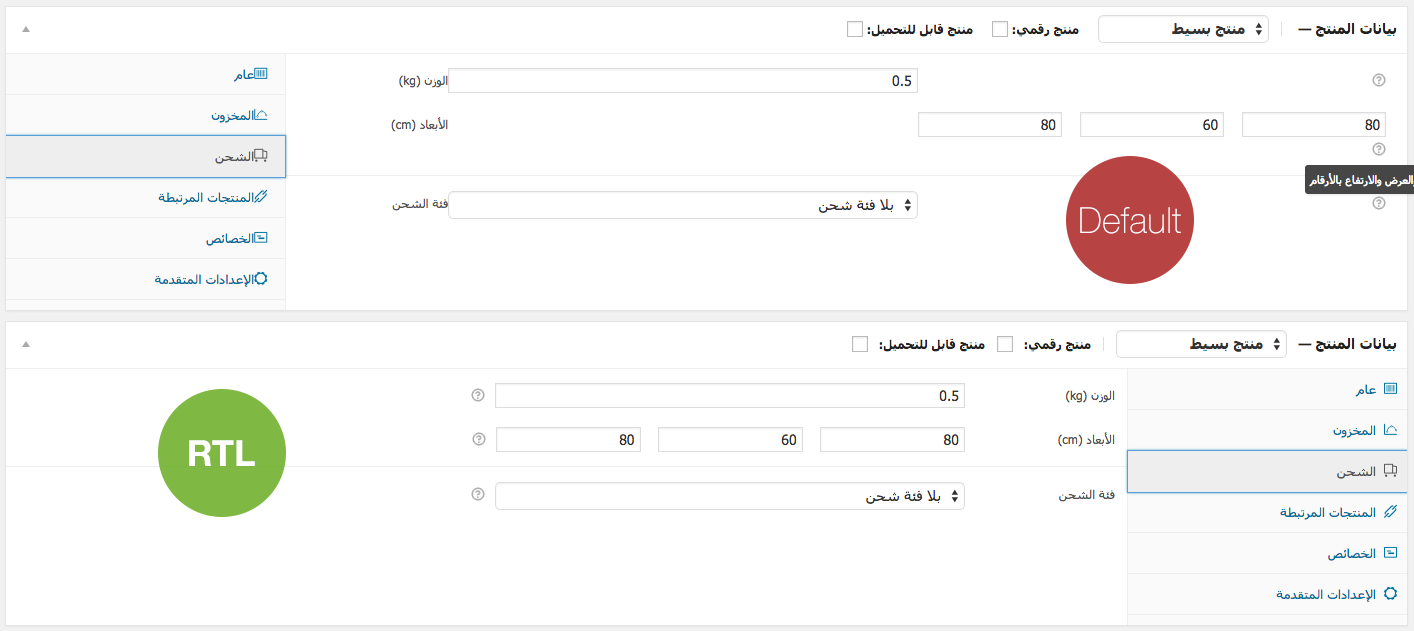 بيانات المنتج — منتج بسيط منتج رقمي: منتج قابل للتحميل:
عام
المخزون
الشحن
المنتجات المرتبطة
الخصائص
الإعدادات المتقدمة
الوزن (kg) 0.5
الأبعاد (cm) 80 60 80
العرض والارتفاع بالأرقام
فئة الشحن بلا فئة شحن
Default
بيانات المنتج — منتج بسيط منتج رقمي: منتج قابل للتحميل:
عام
المخزون
الشحن
المنتجات المرتبطة
الخصائص
الإعدادات المتقدمة
الوزن (kg) 0.5
الأبعاد (cm) 80 60 80
فئة الشحن بلا فئة شحن
RTL